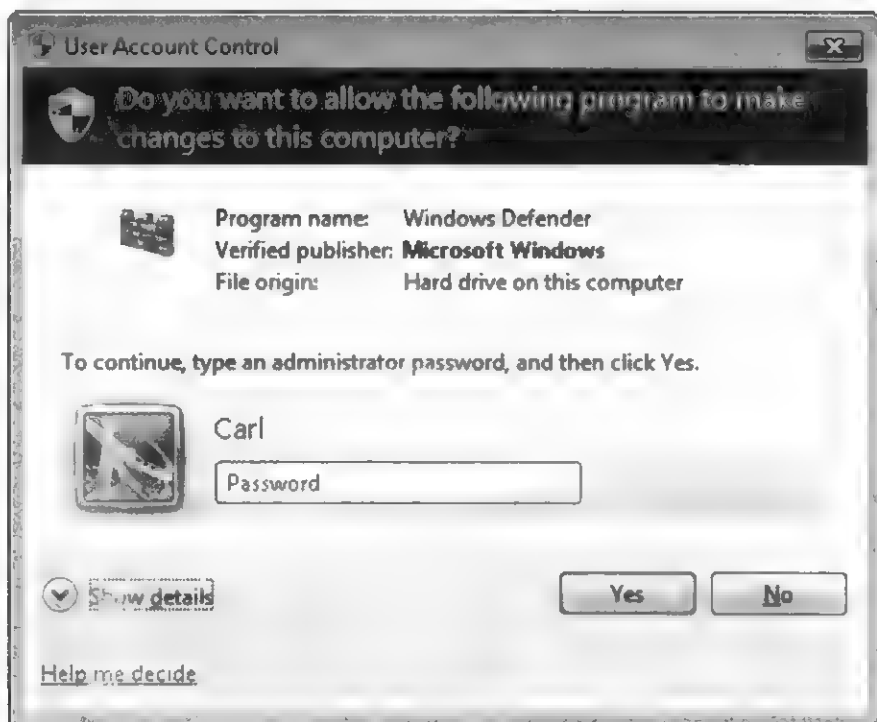 User Account Control
Do you want to allow the following program to make
changes to this computer?
Program name: Windows Defender
Verified publisher: Microsoft Windows
File origin: Hard drive on this computer
To continue, type an administrator password, and then click Yes.
Carl
Password
Show details
Yes
No
Help me decide